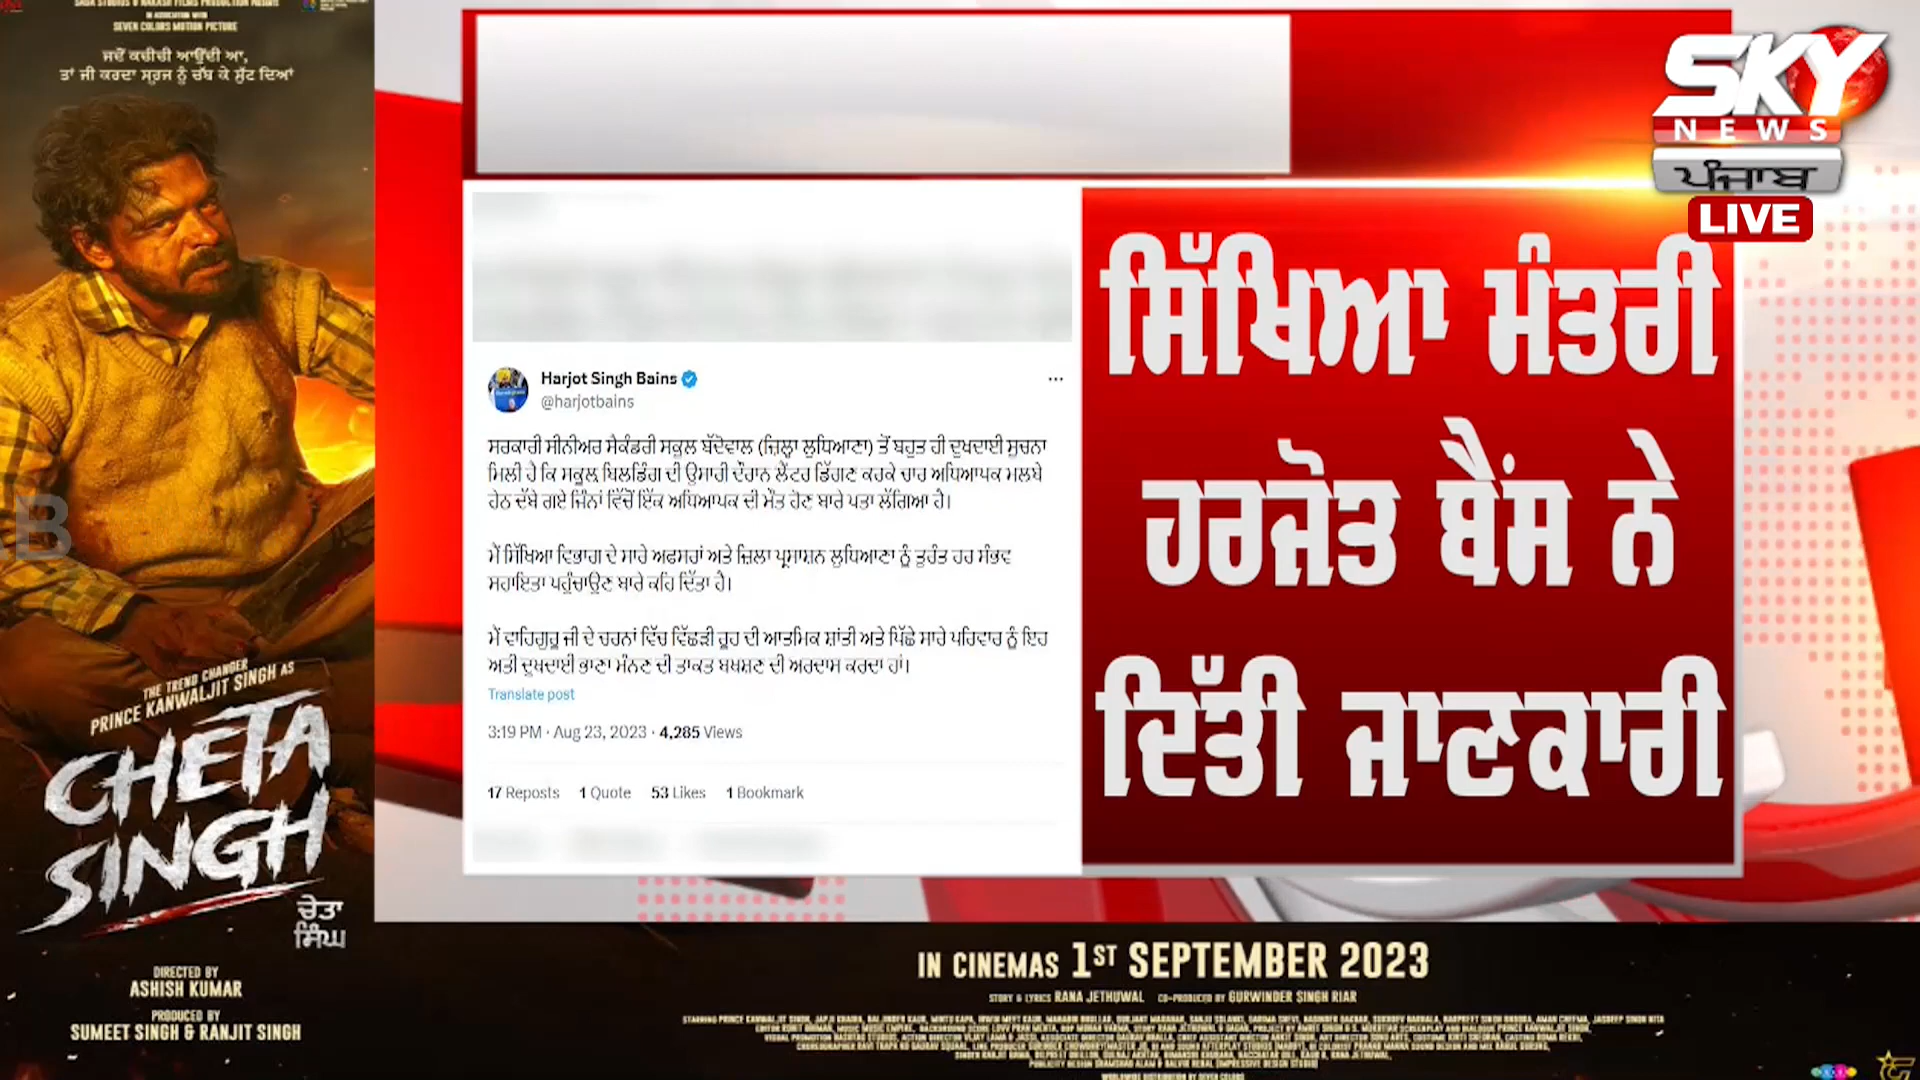 SEVEN COLORS MOTION PICTURE
ਜਦੋਂ ਕਚੀਚੀ ਆਉਂਦੀ ਆ,
ਤਾਂ ਜੀ ਕਰਦਾ ਸੂਰਜ ਨੂੰ ਚੱਬ ਕੇ ਸੁੱਟ ਦਿਆਂ
THE TREND CHANGER
PRINCE KANWALJIT SINGH AS
CHETA
SINGH
ਚੇਤਾ
ਸਿੰਘ
DIRECTED BY
ASHISH KUMAR
PRODUCED BY
SUMEET SINGH & RANJIT SINGH
Harjot Singh Bains
@harjotbains
ਸਰਕਾਰੀ ਸੀਨੀਅਰ ਸੈਕੰਡਰੀ ਸਕੂਲ ਬੱਦੋਵਾਲ (ਜ਼ਿਲ੍ਹਾ ਲੁਧਿਆਣਾ) ਤੋਂ ਬਹੁਤ ਹੀ ਦੁਖਦਾਈ ਸੂਚਨਾ
ਮਿਲੀ ਹੈ ਕਿ ਸਕੂਲ ਬਿਲਡਿੰਗ ਦੀ ਉਸਾਰੀ ਦੌਰਾਨ ਲੈਂਟਰ ਡਿੱਗਣ ਕਰਕੇ ਚਾਰ ਅਧਿਆਪਕ ਮਲਬੇ
ਹੇਠ ਦੱਬੇ ਗਏ ਜਿੰਨਾਂ ਵਿੱਚੋਂ ਇੱਕ ਅਧਿਆਪਕ ਦੀ ਮੌਤ ਹੋਣ ਬਾਰੇ ਪਤਾ ਲੱਗਿਆ ਹੈ।
ਮੈਂ ਸਿੱਖਿਆ ਵਿਭਾਗ ਦੇ ਸਾਰੇ ਅਫਸਰਾਂ ਅਤੇ ਜ਼ਿਲਾ ਪ੍ਰਸਾਸ਼ਨ ਲੁਧਿਆਣਾ ਨੂੰ ਤੁਰੰਤ ਹਰ ਸੰਭਵ
ਸਹਾਇਤਾ ਪਹੁੰਚਾਉਣ ਬਾਰੇ ਕਹਿ ਦਿੱਤਾ ਹੈ।
ਮੈਂ ਵਾਹਿਗੁਰੂ ਜੀ ਦੇ ਚਰਨਾਂ ਵਿੱਚ ਵਿੱਛੜੀ ਰੂਹ ਦੀ ਆਤਮਿਕ ਸ਼ਾਂਤੀ ਅਤੇ ਪਿੱਛੇ ਸਾਰੇ ਪਰਿਵਾਰ ਨੂੰ ਇਹ
ਅਤੀ ਦੁਖਦਾਈ ਭਾਣਾ ਮੰਨਣ ਦੀ ਤਾਕਤ ਬਖਸ਼ਣ ਦੀ ਅਰਦਾਸ ਕਰਦਾ ਹਾਂ।
Translate post
3:19 PM · Aug 23, 2023 · 4,285 Views
17 Reposts 1 Quote 53 Likes 1 Bookmark
ਸਿੱਖਿਆ ਮੰਤਰੀ
ਹਰਜੋਤ ਬੈਂਸ ਨੇ
ਦਿੱਤੀ ਜਾਣਕਾਰੀ
SKY
NEWS
ਪੰਜਾਬ
LIVE
IN CINEMAS 1ST SEPTEMBER 2023
STORY & LYRICS RANA JETHUWAL CO-PRODUCED BY GURWINDER SINGH RIAR